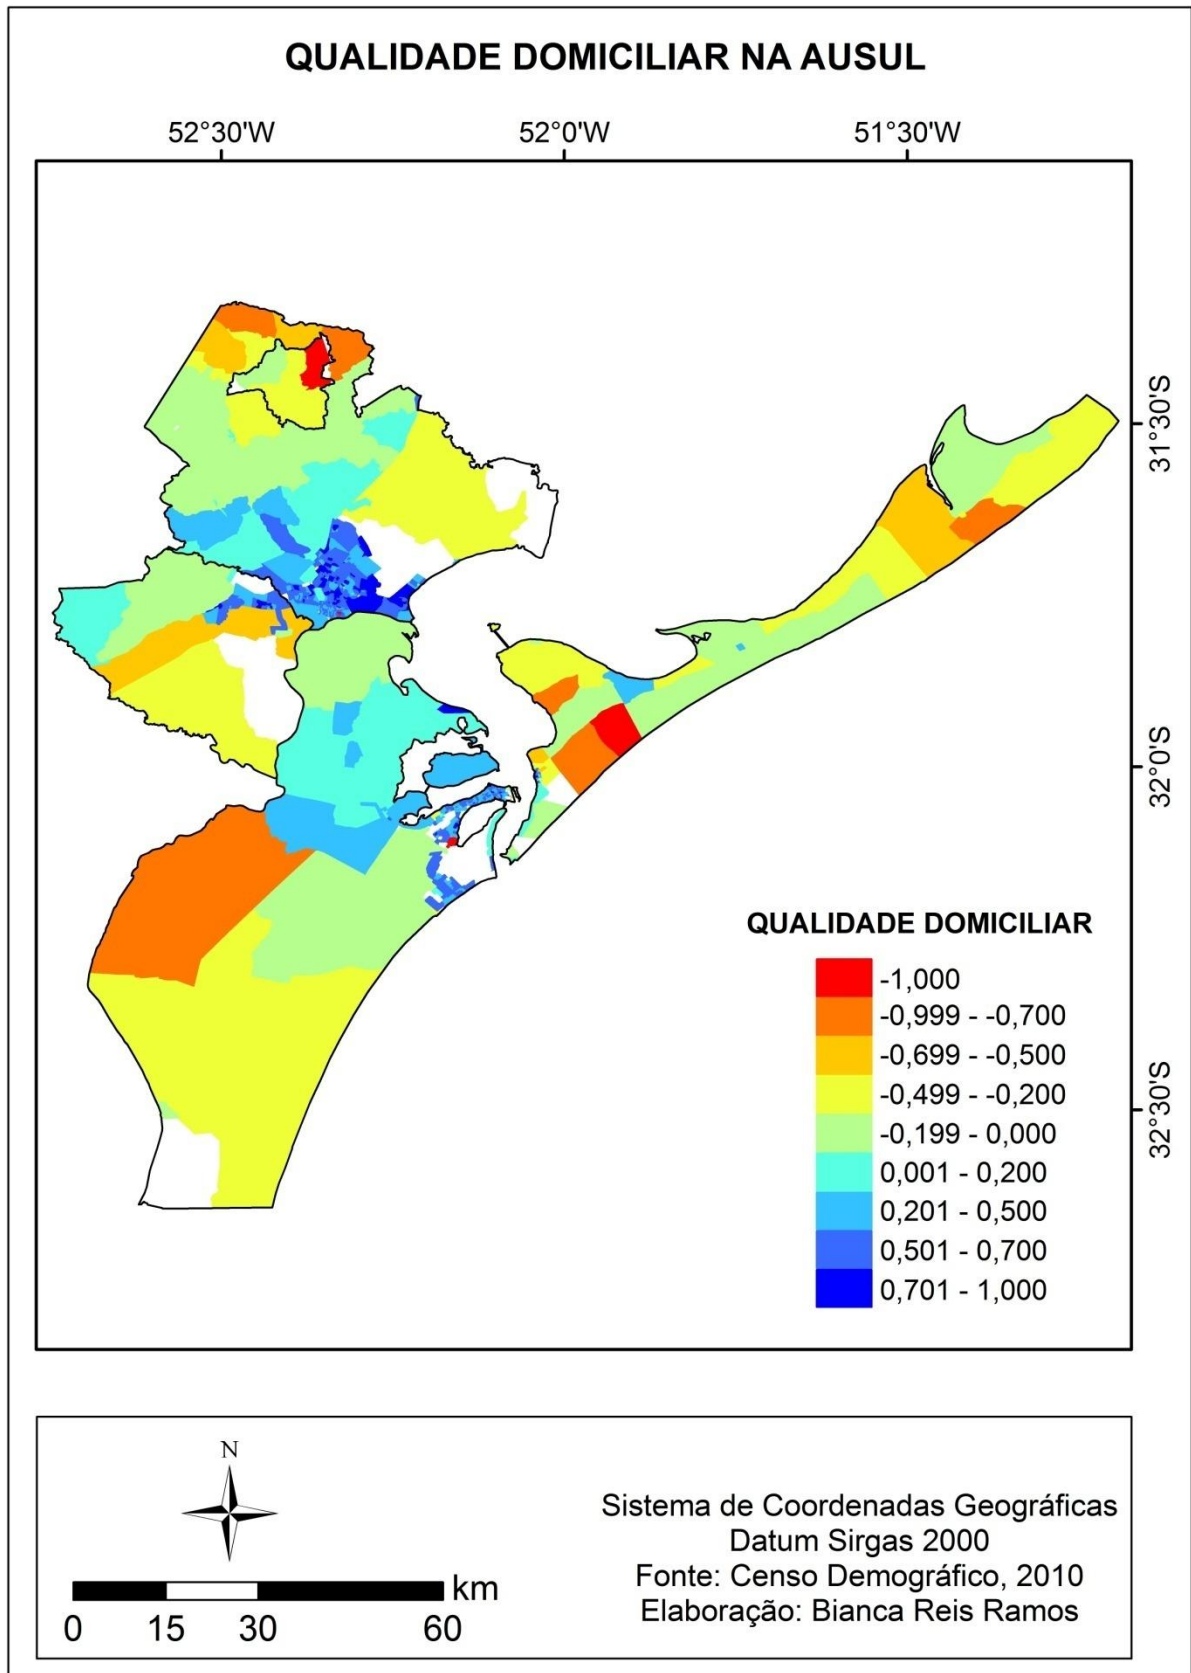 QUALIDADE DOMICILIAR NA AUSUL
52°30'W
52°0'W
51°30'W
31°30'S
32°0'S
32°30'S
QUALIDADE DOMICILIAR
-1,000
-0,999 - -0,700
-0,699 - -0,500
-0,499 - -0,200
-0,199 - 0,000
0,001 - 0,200
0,201 - 0,500
0,501 - 0,700
0,701 - 1,000
N
km
0 15 30 60
Sistema de Coordenadas Geográficas
Datum Sirgas 2000
Fonte: Censo Demográfico, 2010
Elaboração: Bianca Reis Ramos